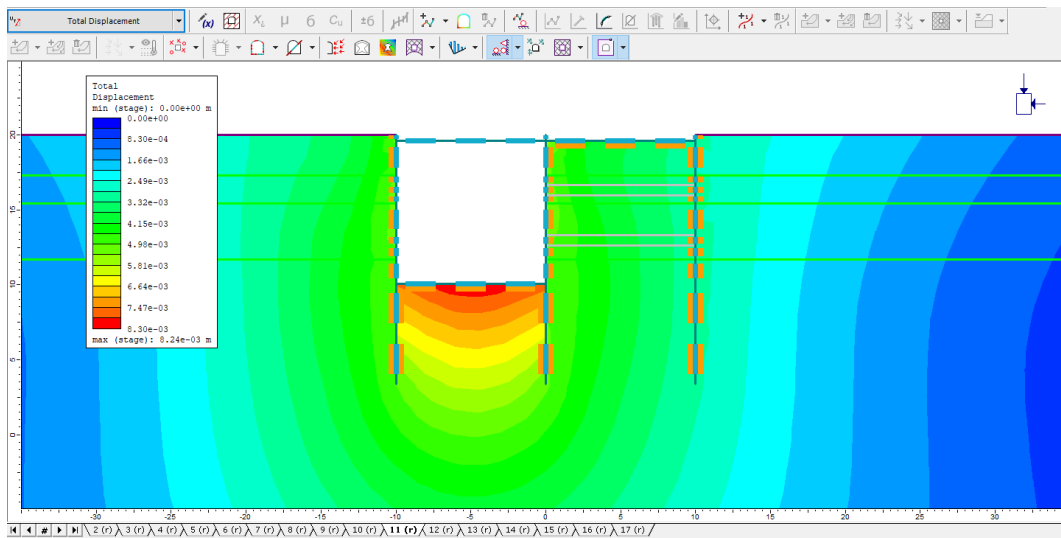 Total Displacement
(x) X₁ µ б Cᵤ ±б
Total
Displacement
min (stage): 0.00e+00 m
0.00e+00
8.30e-04
1.66e-03
2.49e-03
3.32e-03
4.15e-03
4.98e-03
5.81e-03
6.64e-03
7.47e-03
8.30e-03
max (stage): 8.24e-03 m
20
15
10
5
0
-30 -25 -20 -15 -10 -5 0 5 10 15 20 25 30
2 (r) 3 (r) 4 (r) 5 (r) 6 (r) 7 (r) 8 (r) 9 (r) 10 (r) 11 (r) 12 (r) 13 (r) 14 (r) 15 (r) 16 (r) 17 (r)